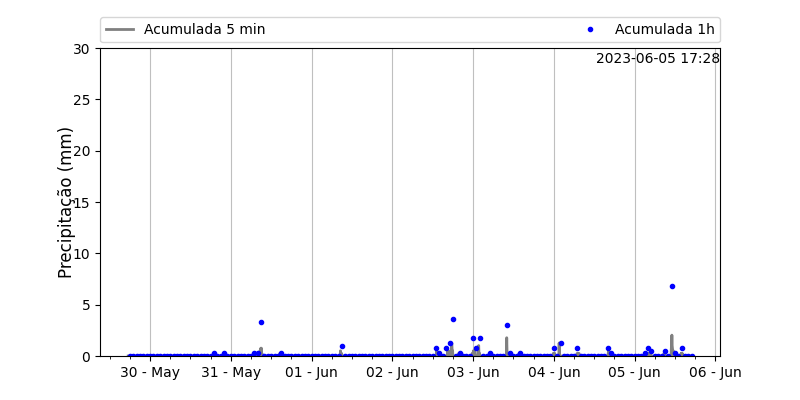 Acumulada 5 min
Acumulada 1h
2023-06-05 17:28
Precipitação (mm)
30
25
20
15
10
5
0
30 - May
31 - May
01 - Jun
02 - Jun
03 - Jun
04 - Jun
05 - Jun
06 - Jun